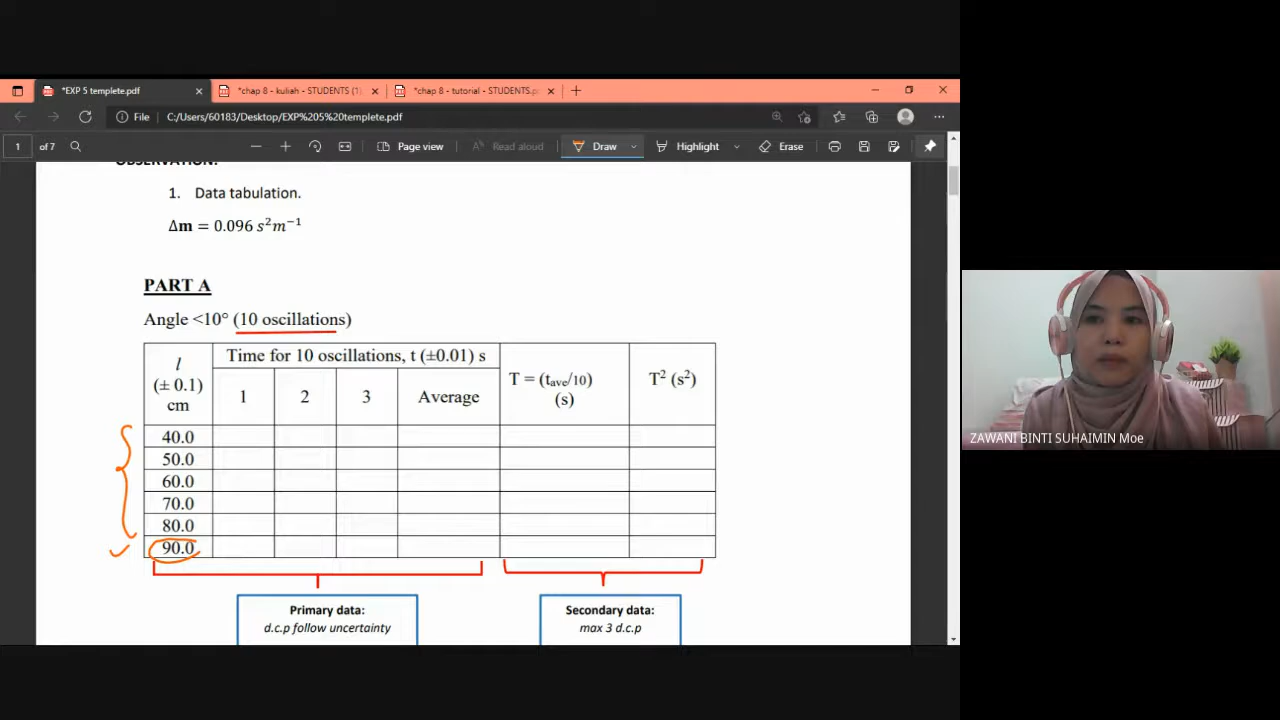 *EXP 5 templete.pdf
*chap 8 - kuliah - STUDENTS (1)
*chap 8 - tutorial - STUDENTS.p
File C:/Users/60183/Desktop/EXP%205%20templete.pdf
1 of 7 Page view Read aloud Draw Highlight Erase
OBSERVATION:
1. Data tabulation.
Δm = 0.096 s²m⁻¹
PART A
Angle <10° (10 oscillations)
l
(± 0.1)
cm
Time for 10 oscillations, t (±0.01) s
1 2 3 Average
T = (tave/10)
(s)
T² (s²)
40.0
50.0
60.0
70.0
80.0
90.0
Primary data:
d.c.p follow uncertainty
Secondary data:
max 3 d.c.p
ZAWANI BINTI SUHAIMIN Moe